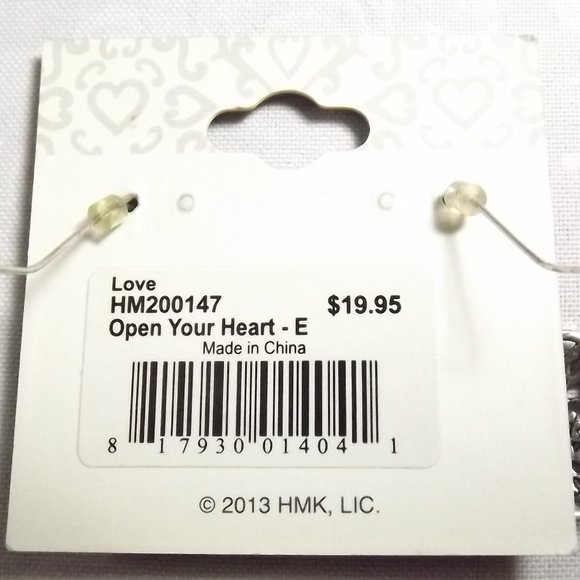 Love
HM200147 $19.95
Open Your Heart - E
Made in China
8 17930 01404 1
© 2013 HMK, LIC.